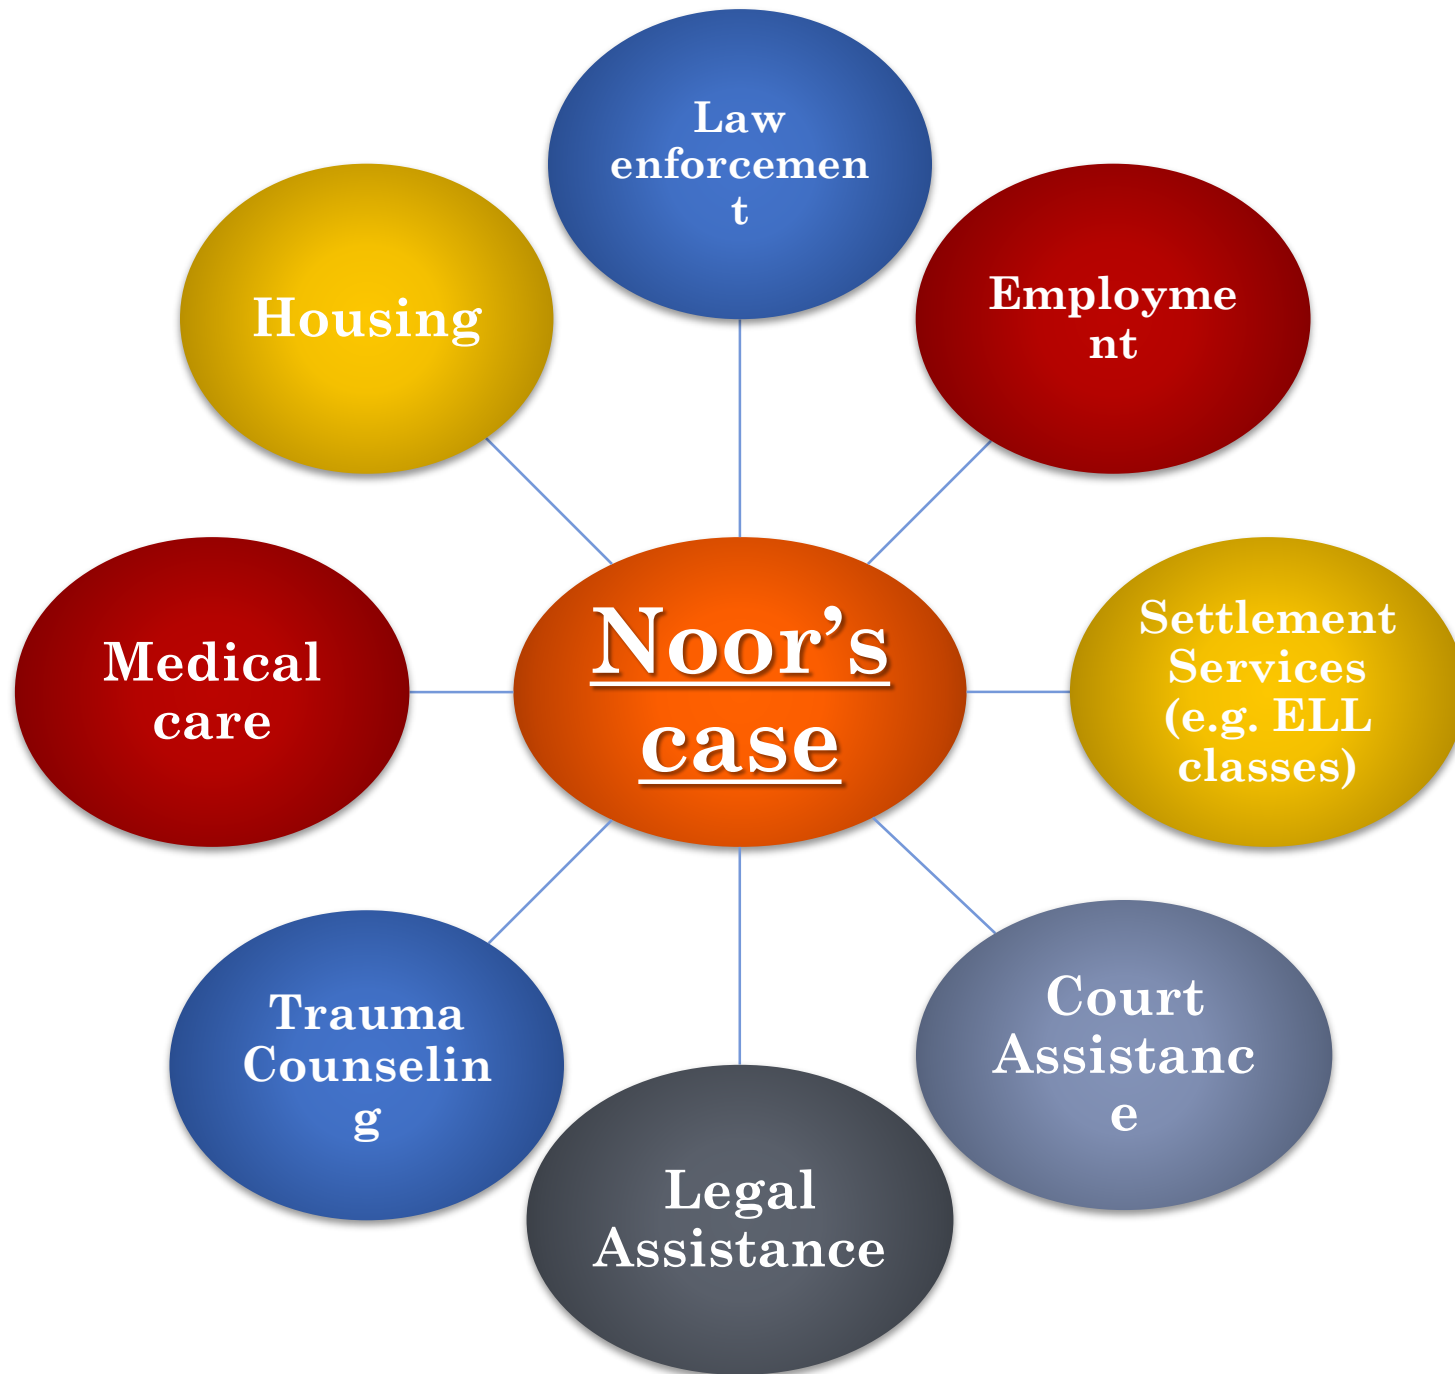 Law
enforcemen
t
Housing
Employme
nt
Noor’s
case
Medical
care
Settlement
Services
(e.g. ELL
classes)
Trauma
Counselin
g
Court
Assistanc
e
Legal
Assistance